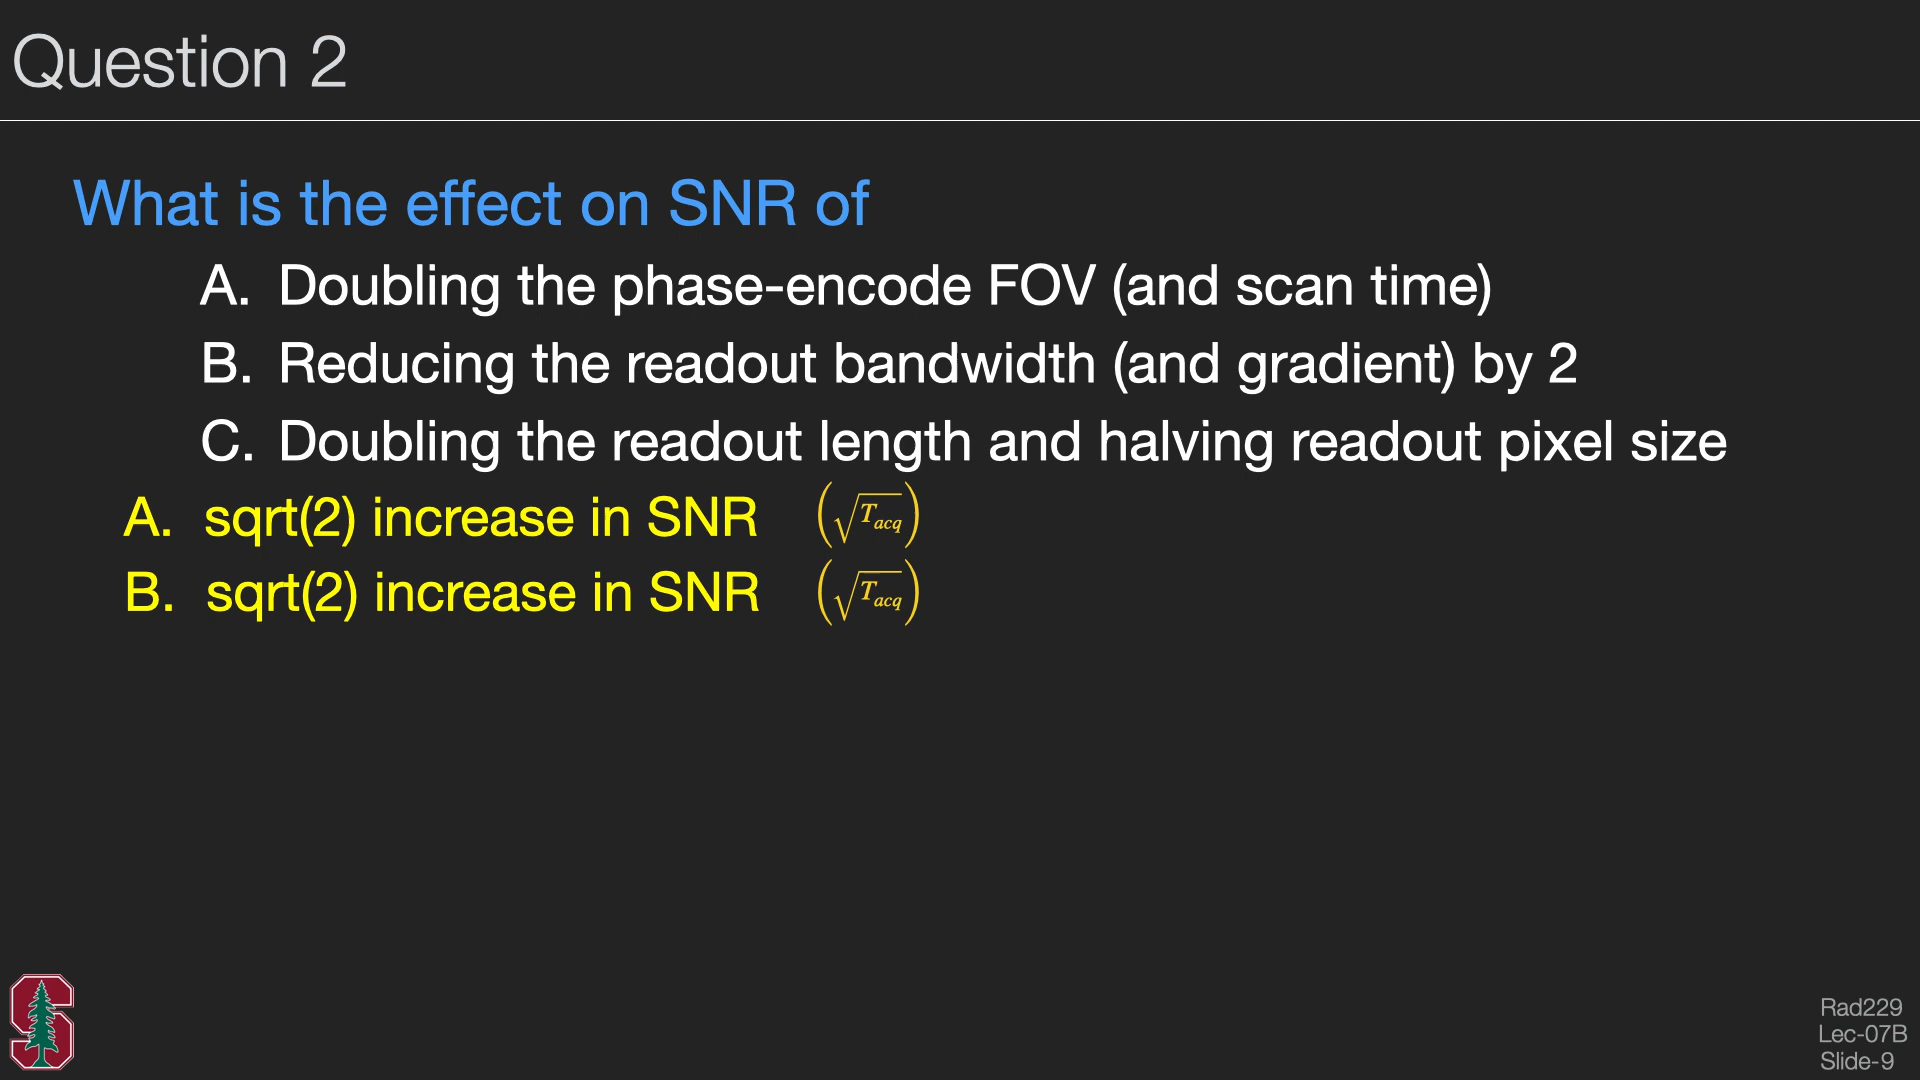 Question 2
What is the effect on SNR of
A. Doubling the phase-encode FOV (and scan time)
B. Reducing the readout bandwidth (and gradient) by 2
C. Doubling the readout length and halving readout pixel size
A. sqrt(2) increase in SNR (√T_acq)
B. sqrt(2) increase in SNR (√T_acq)
Rad229
Lec-07B
Slide-9